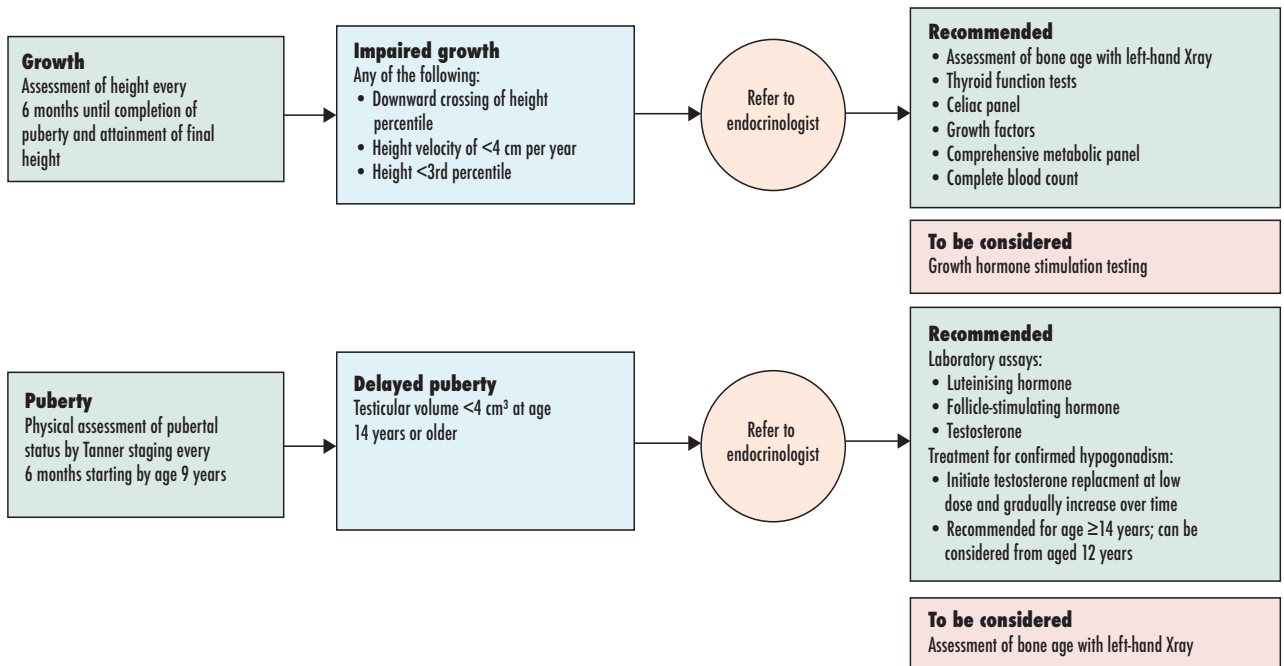 Growth
Assessment of height every
6 months until completion of
puberty and attainment of final
height
Impaired growth
Any of the following:
• Downward crossing of height
percentile
• Height velocity of <4 cm per year
• Height <3rd percentile
Refer to
endocrinologist
Recommended
• Assessment of bone age with left-hand Xray
• Thyroid function tests
• Celiac panel
• Growth factors
• Comprehensive metabolic panel
• Complete blood count
To be considered
Growth hormone stimulation testing
Puberty
Physical assessment of pubertal
status by Tanner staging every
6 months starting by age 9 years
Delayed puberty
Testicular volume <4 cm³ at age
14 years or older
Refer to
endocrinologist
Recommended
Laboratory assays:
• Luteinising hormone
• Follicle-stimulating hormone
• Testosterone
Treatment for confirmed hypogonadism:
• Initiate testosterone replacment at low
dose and gradually increase over time
• Recommended for age ≥14 years; can be
considered from aged 12 years
To be considered
Assessment of bone age with left-hand Xray